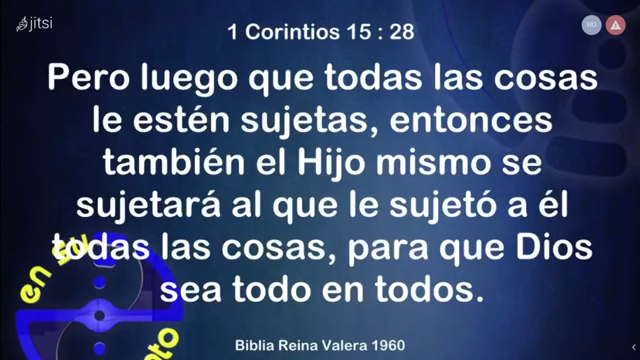 jitsi
HO
1 Corintios 15 : 28
Pero luego que todas las cosas
le estén sujetas, entonces
también el Hijo mismo se
sujetará al que le sujetó a él
todas las cosas, para que Dios
sea todo en todos.
en
Biblia Reina Valera 1960